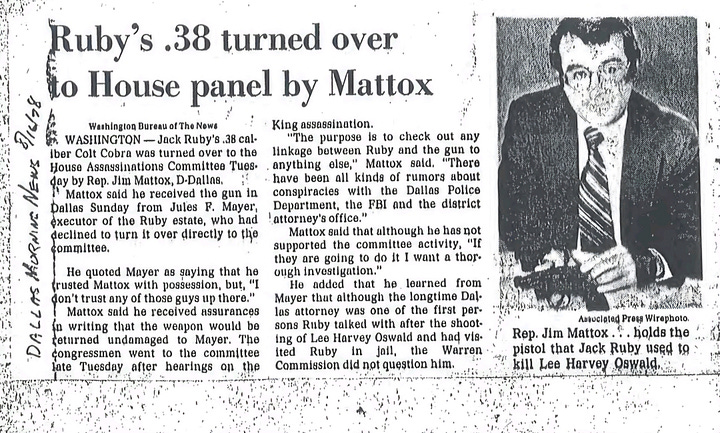 Ruby's .38 turned over
to House panel by Mattox
Washington Bureau of The News
WASHINGTON — Jack Ruby's .38 cal-
iber Colt Cobra was turned over to the
House Assassinations Committee Tues-
day by Rep. Jim Mattox, D-Dallas.
Mattox said he received the gun in
Dallas Sunday from Jules F. Mayer,
executor of the Ruby estate, who had
declined to turn it over directly to the
committee.
He quoted Mayer as saying that he
trusted Mattox with possession, but, "I
don't trust any of those guys up there."
Mattox said he received assurances
in writing that the weapon would be
returned undamaged to Mayer. The
congressmen went to the committee
late Tuesday after hearings on the
King assassination.
"The purpose is to check out any
linkage between Ruby and the gun to
anything else," Mattox said. "There
have been all kinds of rumors about
conspiracies with the Dallas Police
Department, the FBI and the district
attorney's office."
Mattox said that although he has not
supported the committee activity, "If
they are going to do it I want a thor-
ough investigation."
He added that he learned from
Mayer that although the longtime Dal-
las attorney was one of the first per-
sons Ruby talked with after the shoot-
ing of Lee Harvey Oswald and had vis-
ited Ruby in jail, the Warren
Commission did not question him.
Associated Press Wirephoto.
Rep. Jim Mattox . . . holds the
pistol that Jack Ruby used to
kill Lee Harvey Oswald.
DALLAS MORNING NEWS 8/16/78